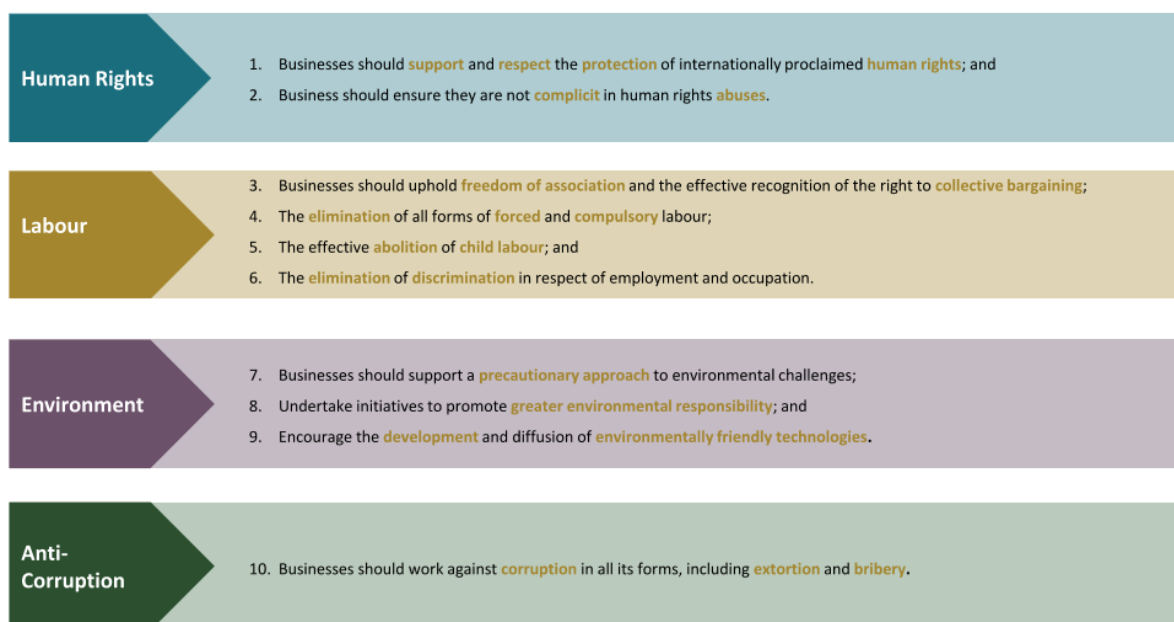 Human Rights
1. Businesses should support and respect the protection of internationally proclaimed human rights; and
2. Business should ensure they are not complicit in human rights abuses.
Labour
3. Businesses should uphold freedom of association and the effective recognition of the right to collective bargaining;
4. The elimination of all forms of forced and compulsory labour;
5. The effective abolition of child labour; and
6. The elimination of discrimination in respect of employment and occupation.
Environment
7. Businesses should support a precautionary approach to environmental challenges;
8. Undertake initiatives to promote greater environmental responsibility; and
9. Encourage the development and diffusion of environmentally friendly technologies.
Anti-
Corruption
10. Businesses should work against corruption in all its forms, including extortion and bribery.